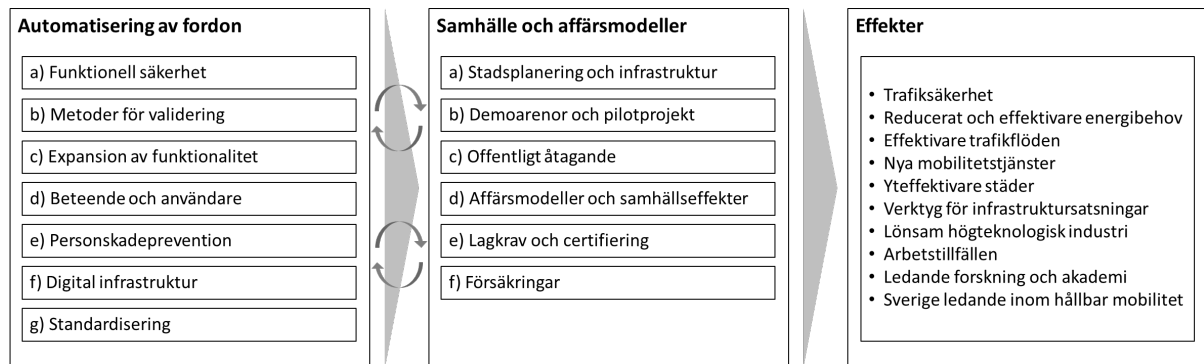 Automatisering av fordon
a) Funktionell säkerhet
b) Metoder för validering
c) Expansion av funktionalitet
d) Beteende och användare
e) Personskadeprevention
f) Digital infrastruktur
g) Standardisering
Samhälle och affärsmodeller
a) Stadsplanering och infrastruktur
b) Demoarenor och pilotprojekt
c) Offentligt åtagande
d) Affärsmodeller och samhällseffekter
e) Lagkrav och certifiering
f) Försäkringar
Effekter
• Trafiksäkerhet
• Reducerat och effektivare energibehov
• Effektivare trafikflöden
• Nya mobilitetstjänster
• Yteffektivare städer
• Verktyg för infrastruktursatsningar
• Lönsam högteknologisk industri
• Arbetstillfällen
• Ledande forskning och akademi
• Sverige ledande inom hållbar mobilitet